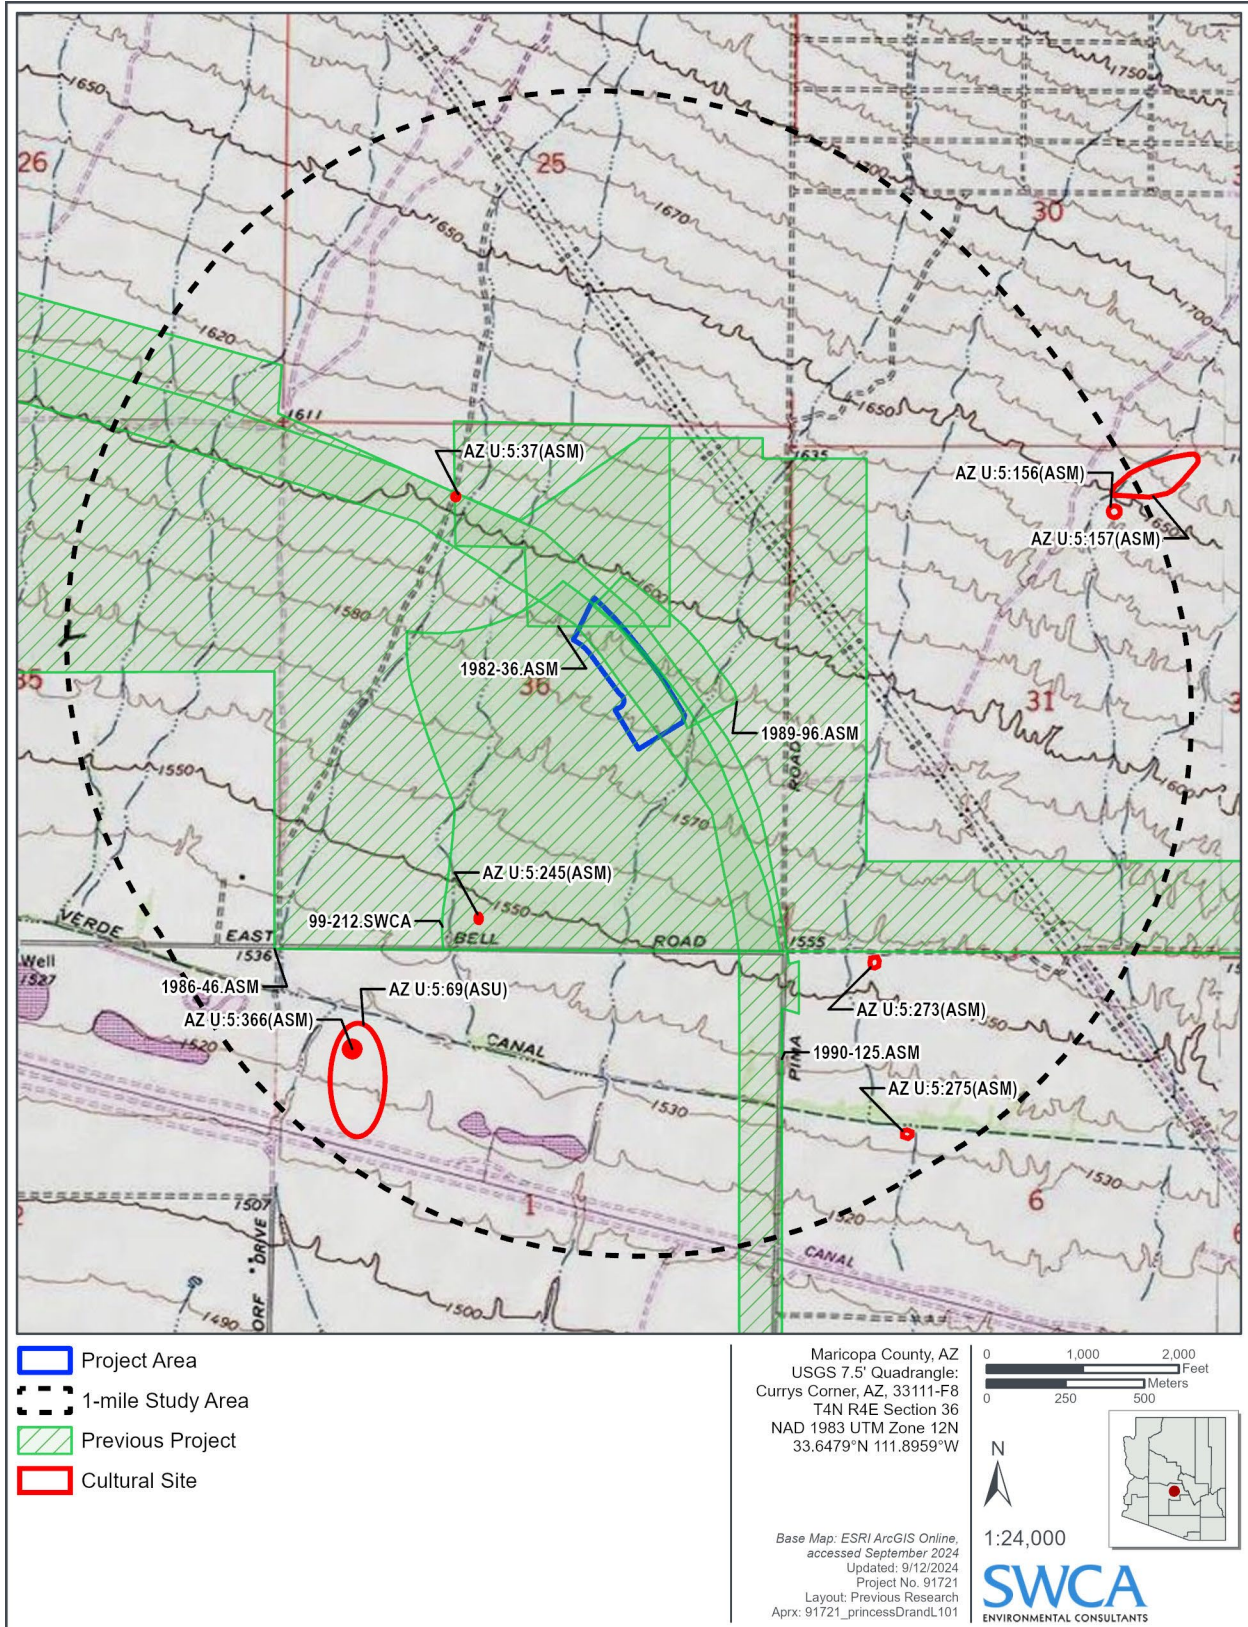 1750
1650
26
25
1700
30
1670
1650
1700
1620
1650
1611
AZ U:5:37(ASM)
1635
AZ U:5:156(ASM)
1650
AZ U:5:157(ASM)
1600
1580
1982-36.ASM
36
35
31
1989-96.ASM
ROAD
1550
1600
1570
AZ U:5:245(ASM)
1550
99-212.SWCA
VERDE
EAST
BELL
ROAD
1555
1536
Well
1527
1986-46.ASM
AZ U:5:69(ASU)
AZ U:5:273(ASM)
AZ U:5:366(ASM)
1520
CANAL
1990-125.ASM
PIMA
AZ U:5:275(ASM)
1530
1530
1507
1
6
1520
CANAL
DRIVE
1500
1490
ORF
Project Area
1-mile Study Area
Previous Project
Cultural Site
Maricopa County, AZ
USGS 7.5' Quadrangle:
Currys Corner, AZ, 33111-F8
T4N R4E Section 36
NAD 1983 UTM Zone 12N
33.6479°N 111.8959°W
Base Map: ESRI ArcGIS Online,
accessed September 2024
Updated: 9/12/2024
Project No. 91721
Layout: Previous Research
Aprx: 91721_princessDrandL101
0 1,000 2,000
Feet
Meters
0 250 500
N
1:24,000
SWCA
ENVIRONMENTAL CONSULTANTS